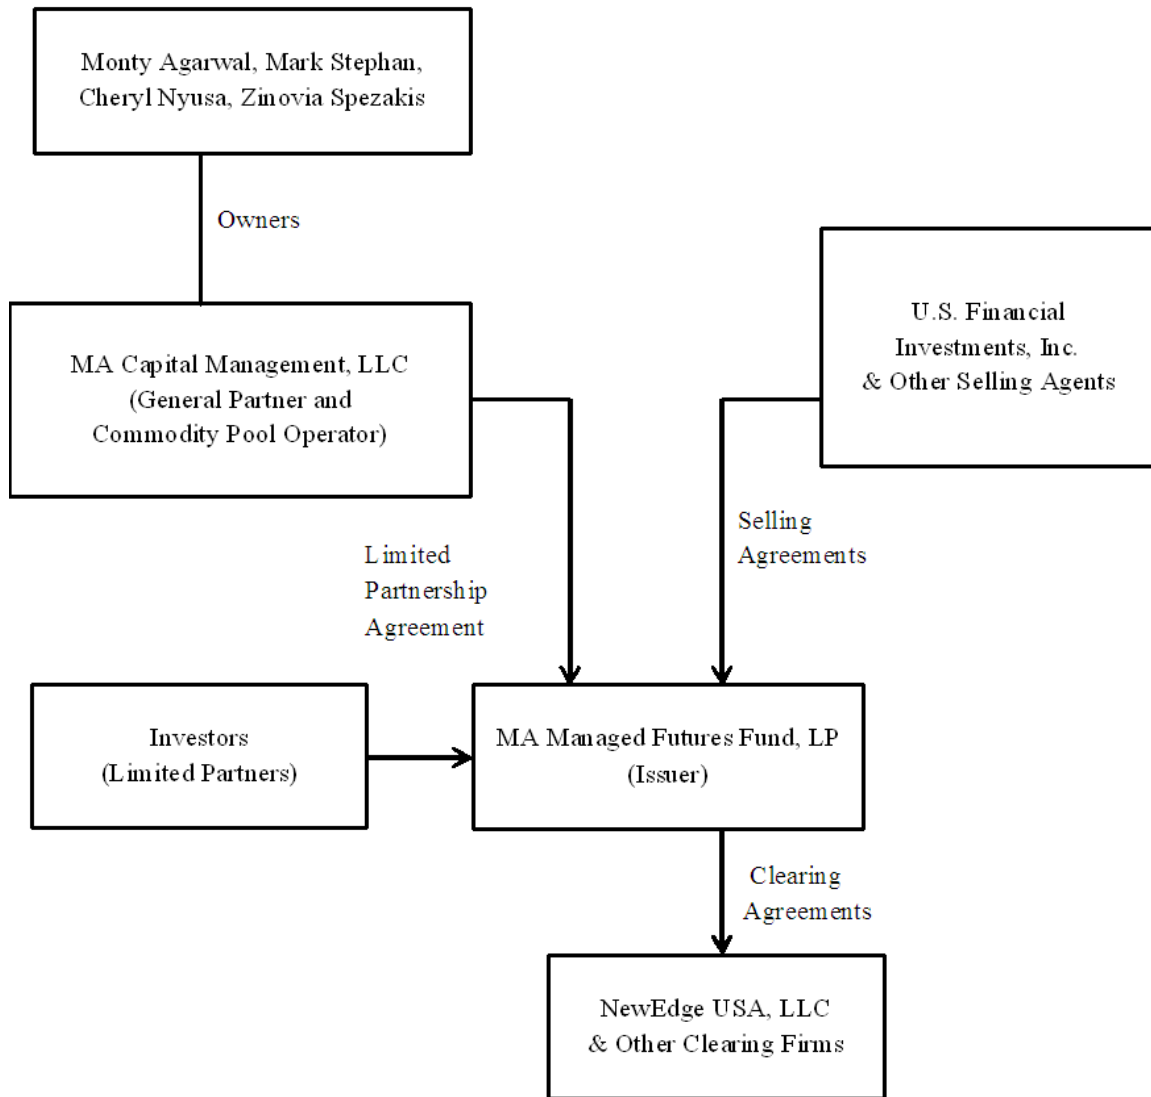 Monty Agarwal, Mark Stephan,
Cheryl Nyusa, Zinovia Spezakis
Owners
MA Capital Management, LLC
(General Partner and
Commodity Pool Operator)
U.S. Financial
Investments, Inc.
& Other Selling Agents
Limited
Partnership
Agreement
Selling
Agreements
Investors
(Limited Partners)
MA Managed Futures Fund, LP
(Issuer)
Clearing
Agreements
NewEdge USA, LLC
& Other Clearing Firms